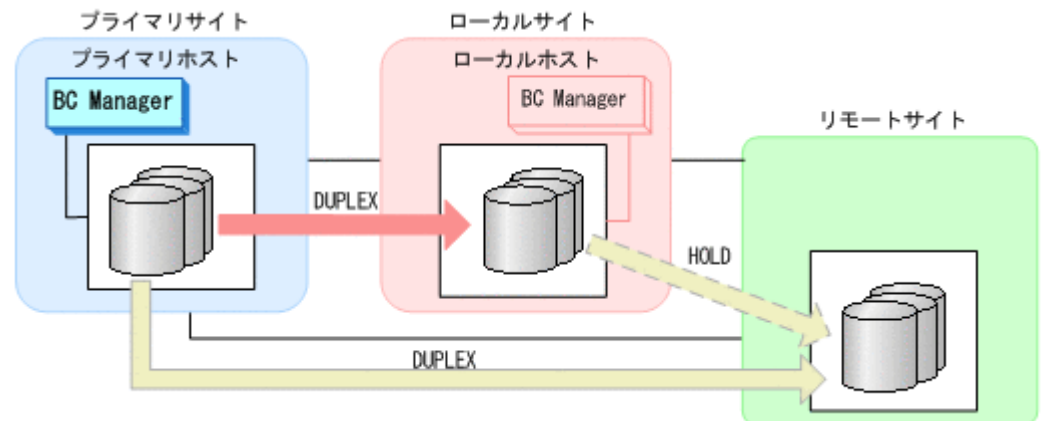 プライマリサイト
ローカルサイト
プライマリホスト
ローカルホスト
BC Manager
BC Manager
リモートサイト
DUPLEX
HOLD
DUPLEX